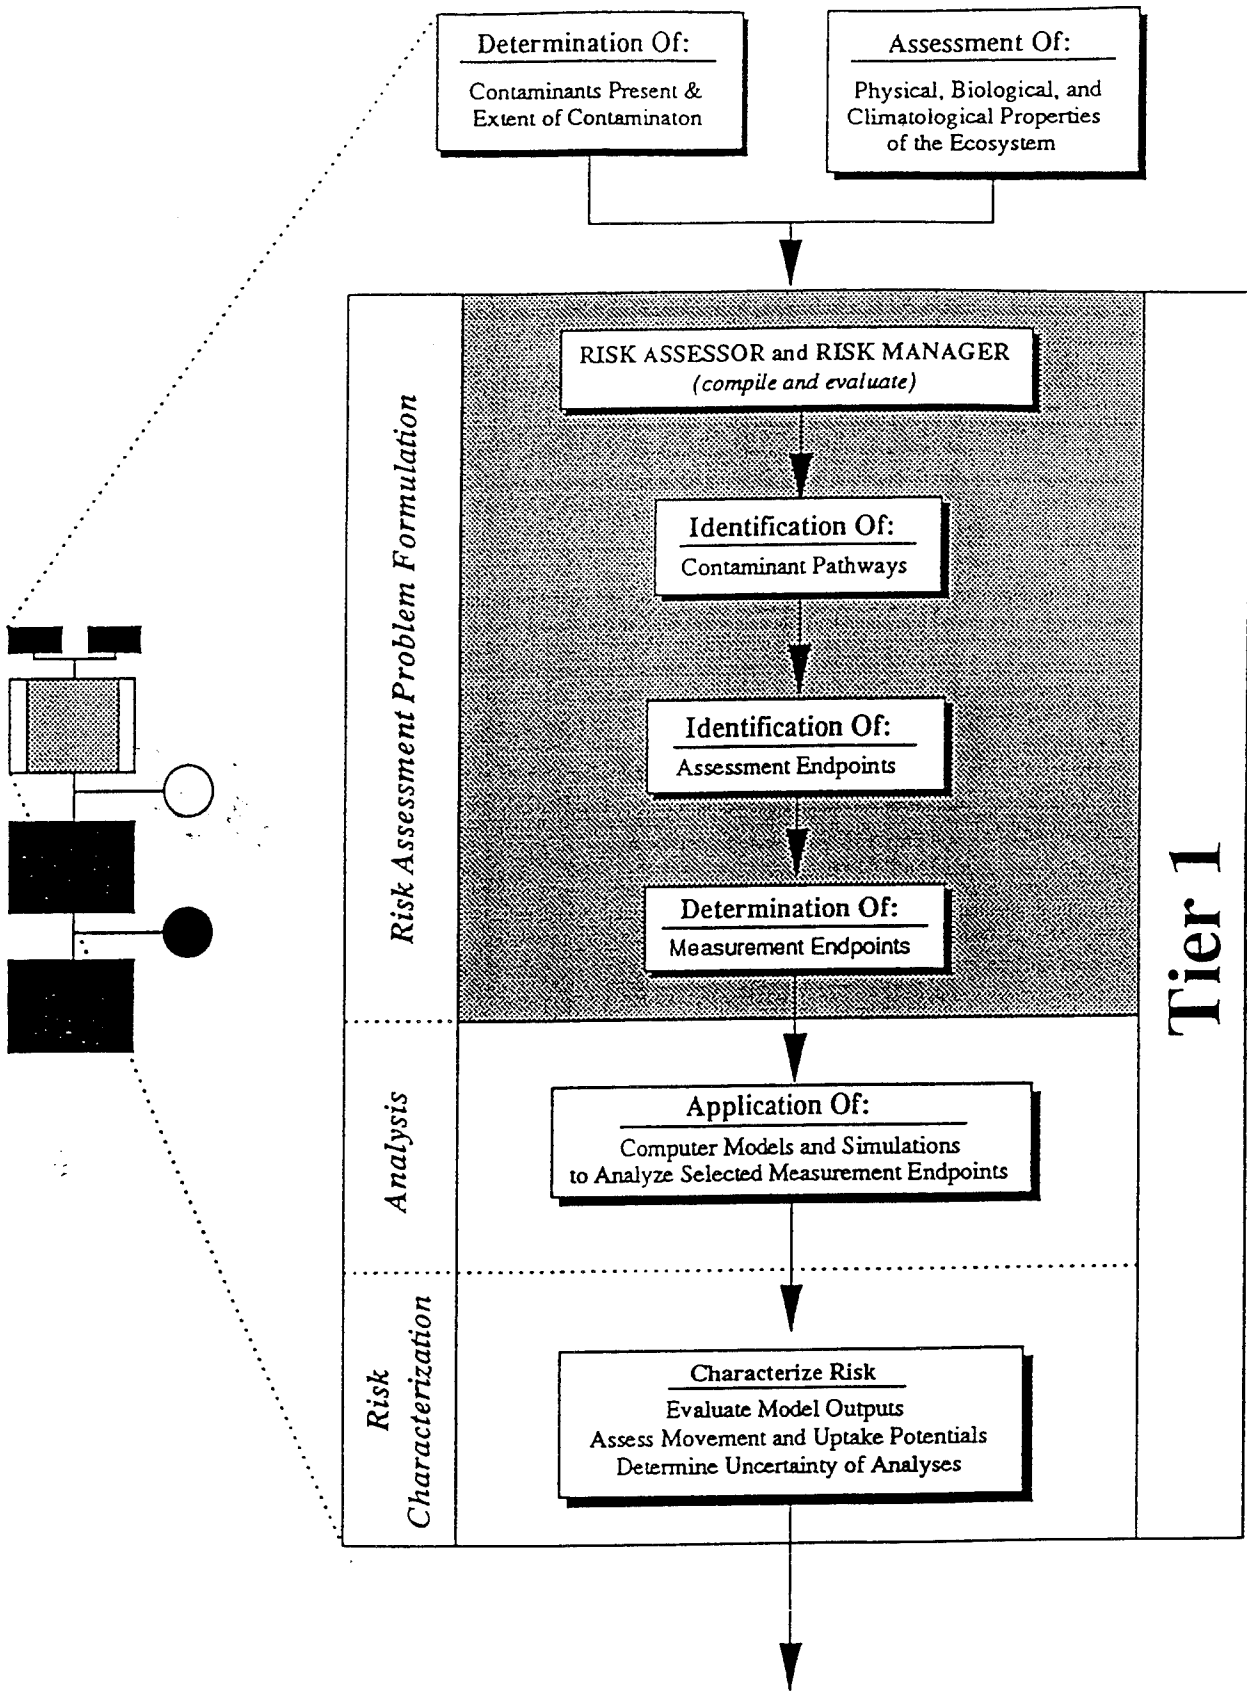 Determination Of:
Contaminants Present &
Extent of Contaminaton
Assessment Of:
Physical, Biological, and
Climatological Properties
of the Ecosystem
Risk Assessment Problem Formulation
RISK ASSESSOR and RISK MANAGER
(compile and evaluate)
Identification Of:
Contaminant Pathways
Identification Of:
Assessment Endpoints
Determination Of:
Measurement Endpoints
Tier 1
Analysis
Application Of:
Computer Models and Simulations
to Analyze Selected Measurement Endpoints
Risk
Characterization
Characterize Risk
Evaluate Model Outputs
Assess Movement and Uptake Potentials
Determine Uncertainty of Analyses